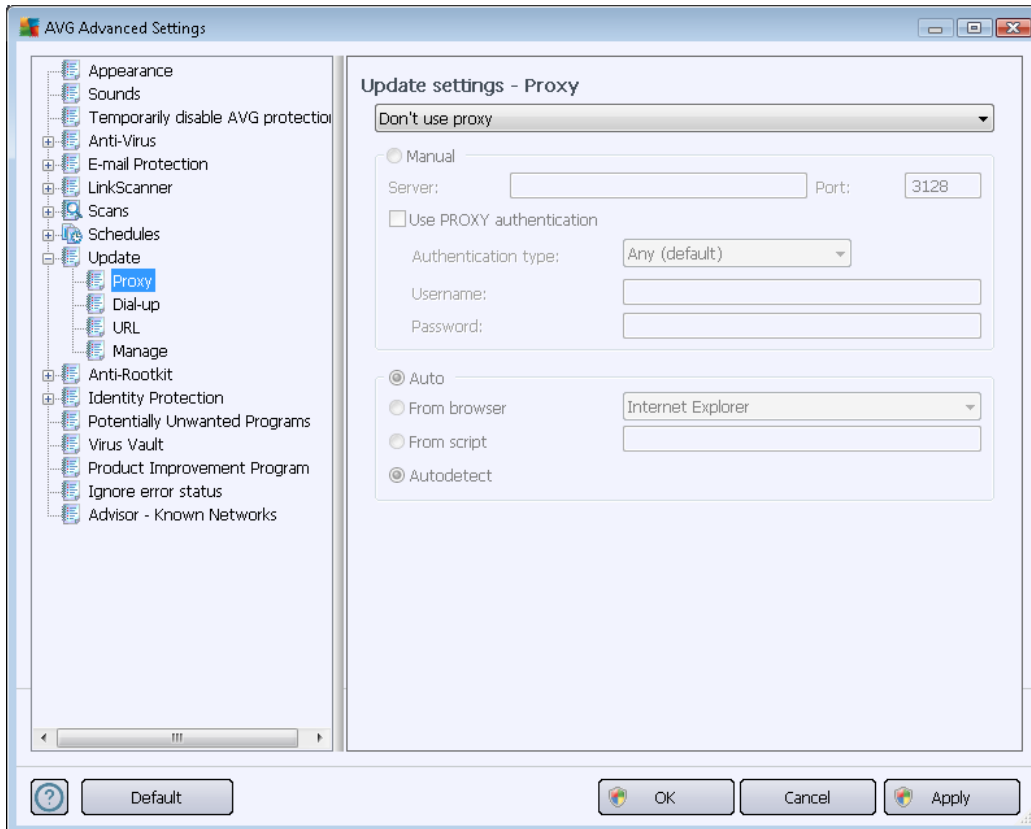 AVG Advanced Settings
Appearance
Sounds
Temporarily disable AVG protection
Anti-Virus
E-mail Protection
LinkScanner
Scans
Schedules
Update
Proxy
Dial-up
URL
Manage
Anti-Rootkit
Identity Protection
Potentially Unwanted Programs
Virus Vault
Product Improvement Program
Ignore error status
Advisor - Known Networks
Update settings - Proxy
Don't use proxy
Manual
Server: Port: 3128
Use PROXY authentication
Authentication type: Any (default)
Username:
Password:
Auto
From browser Internet Explorer
From script
Autodetect
Default OK Cancel Apply